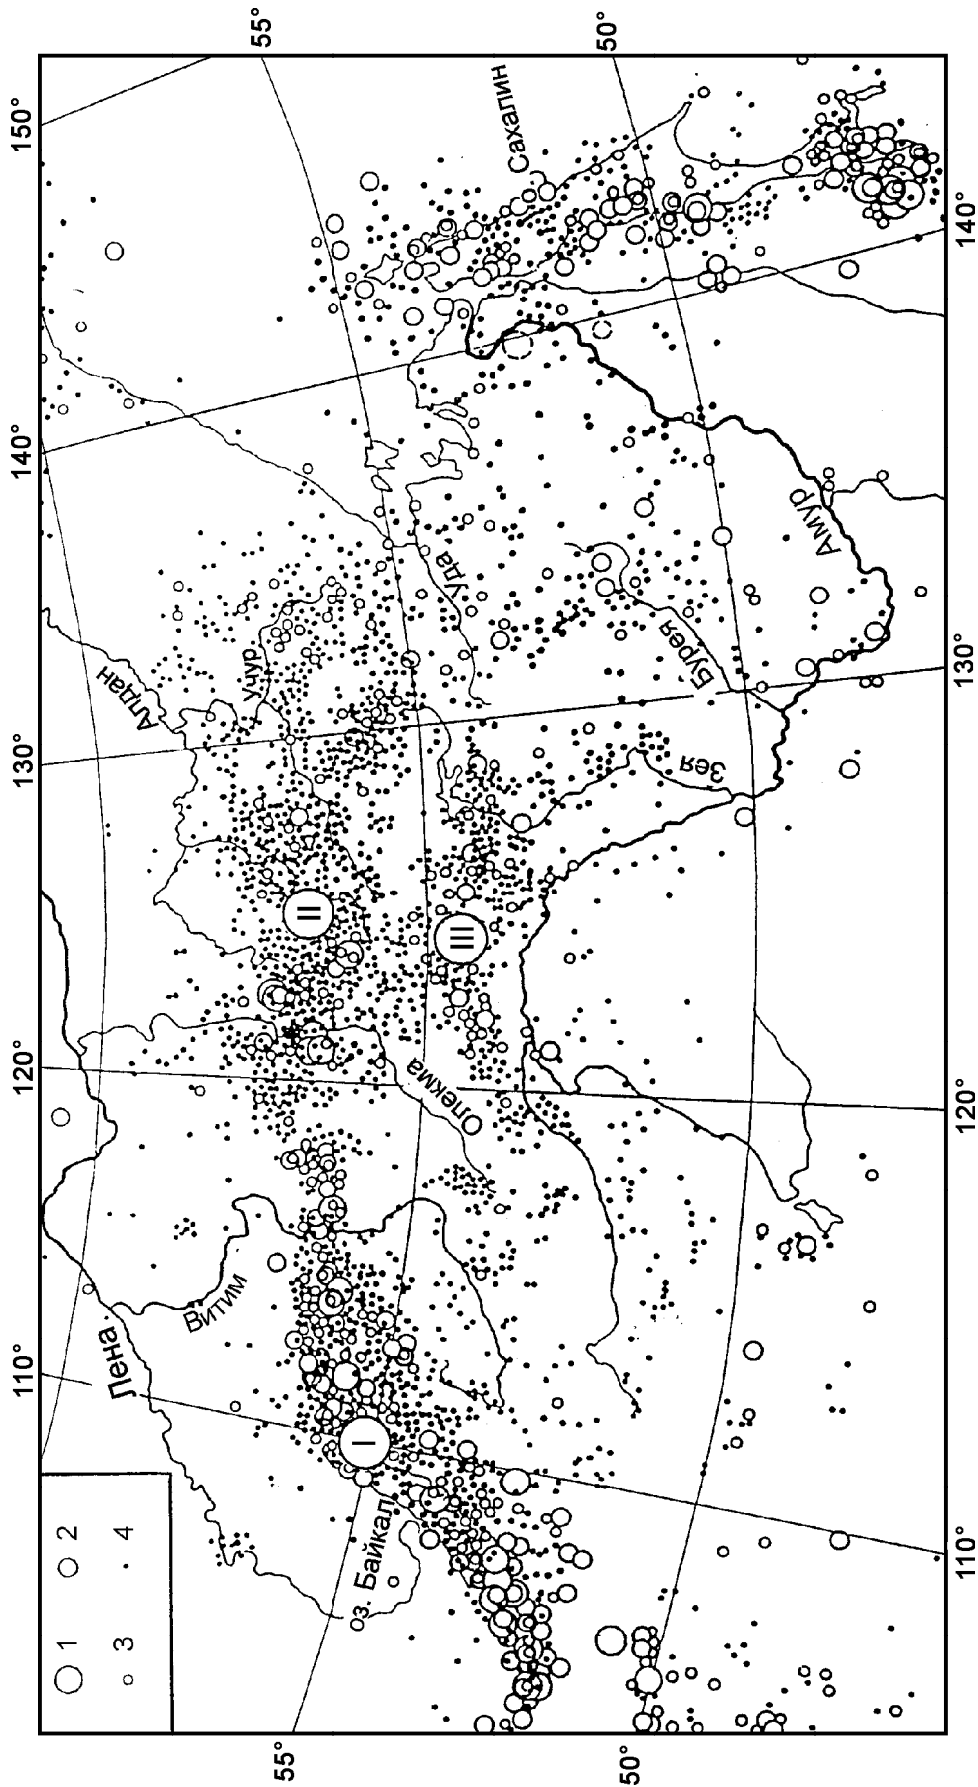 110°
120°
130°
140°
150°
1
2
3
4
55°
50°
55°
50°
Лена
Витим
Алдан
Учур
оз. Байкал
Олекма
Уда
Сахалин
Зея
Бурея
Амур
I
II
III
110°
120°
130°
140°